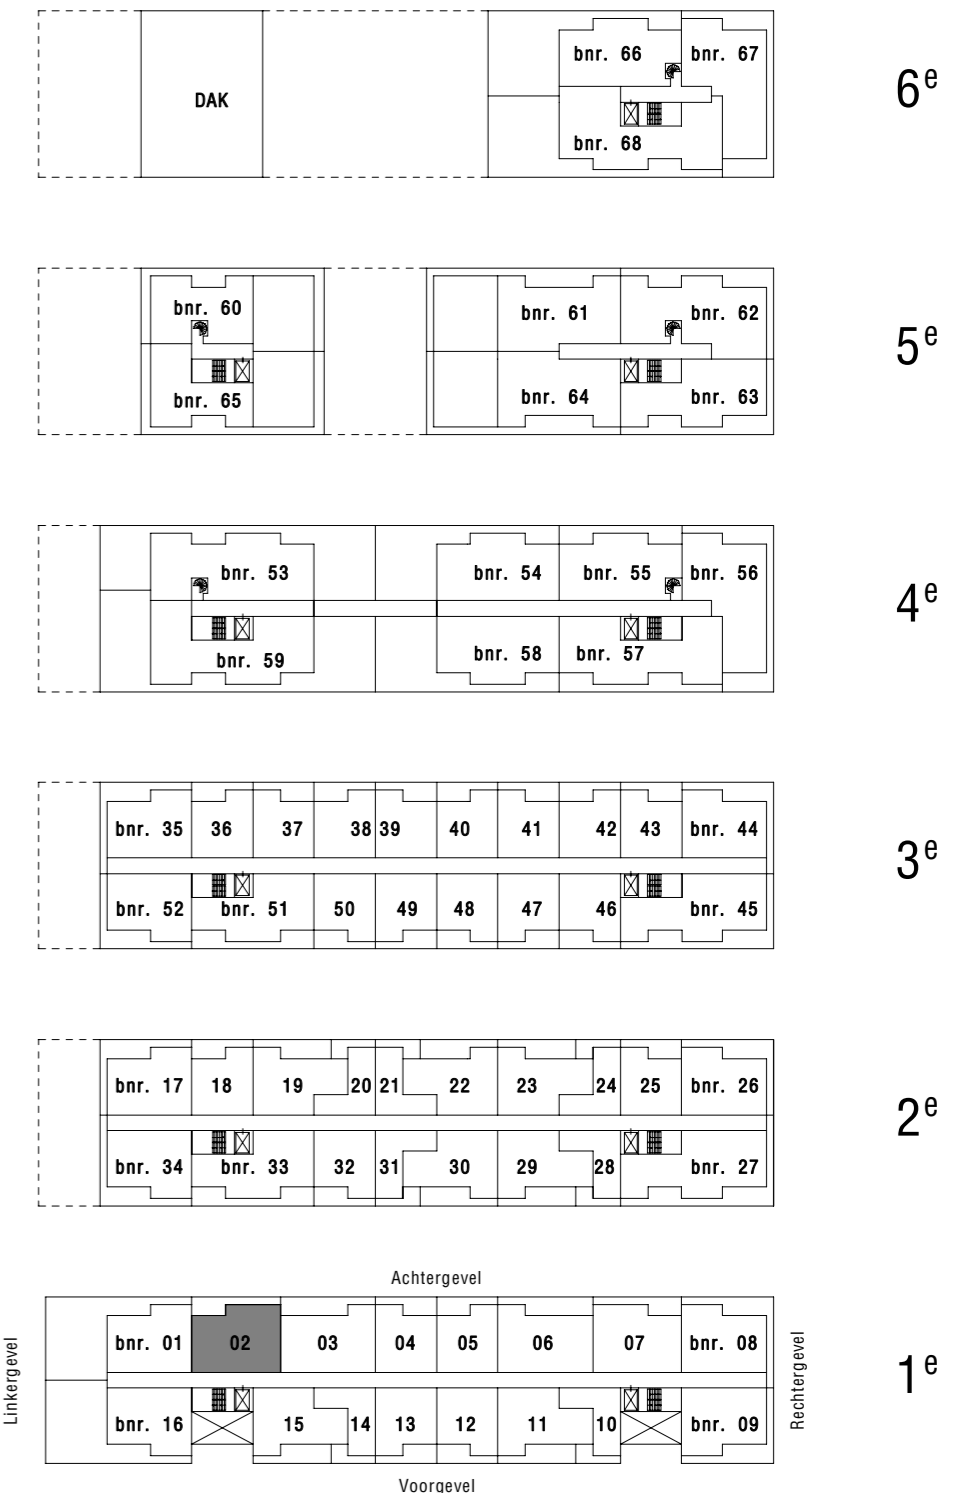 bnr. 66 bnr. 67
DAK
6e
bnr. 68
bnr. 60 bnr. 61 bnr. 62
5e
bnr. 65 bnr. 64 bnr. 63
bnr. 53 bnr. 54 bnr. 55 bnr. 56
4e
bnr. 59 bnr. 58 bnr. 57
bnr. 35 36 37 38 39 40 41 42 43 bnr. 44
3e
bnr. 52 bnr. 51 50 49 48 47 46 bnr. 45
bnr. 17 18 19 20 21 22 23 24 25 bnr. 26
2e
bnr. 34 bnr. 33 32 31 30 29 28 bnr. 27
Achtergevel
bnr. 01 02 03 04 05 06 07 bnr. 08
Linkergevel
Rechtergevel
1e
bnr. 16 15 14 13 12 11 10 bnr. 09
Voorgevel